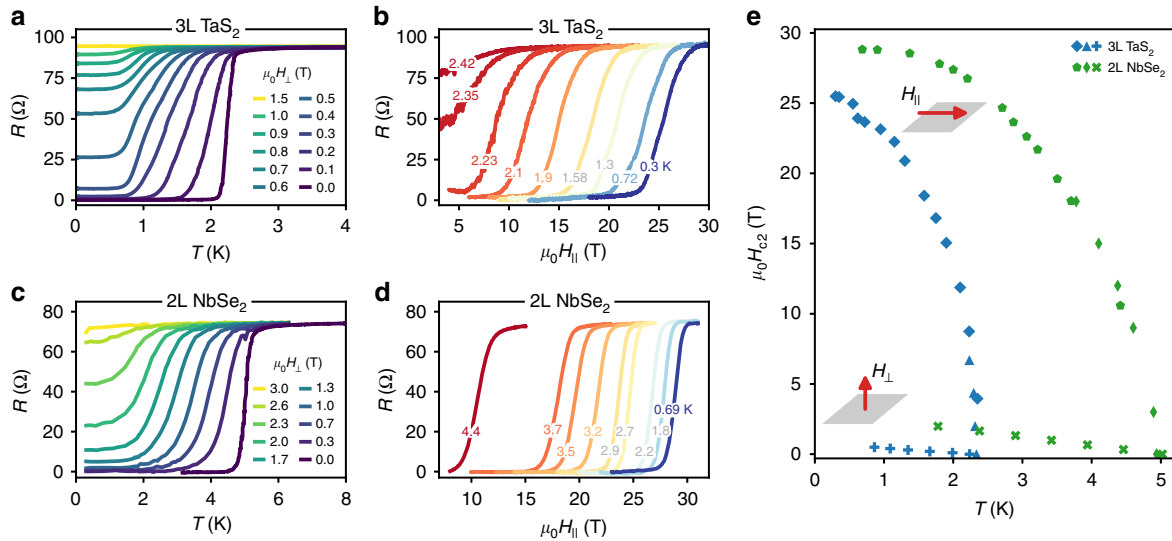 a
3L TaS₂
R (Ω)
100
75
50
25
0
μ₀H⊥ (T)
1.5 0.5
1.0 0.4
0.9 0.3
0.8 0.2
0.7 0.1
0.6 0.0
0 1 2 3 4
T (K)
b
3L TaS₂
R (Ω)
100
75
50
25
0
2.42
2.35
2.23
2.1
1.9
1.58
1.3
0.72
0.3 K
5 10 15 20 25 30
μ₀H|| (T)
c
2L NbSe₂
R (Ω)
80
60
40
20
0
μ₀H⊥ (T)
3.0 1.3
2.6 1.0
2.3 0.7
2.0 0.3
1.7 0.0
0 2 4 6 8
T (K)
d
2L NbSe₂
R (Ω)
80
60
40
20
0
4.4
3.7
3.5
3.2
2.9
2.7
2.2
1.8
0.69 K
10 15 20 25 30
μ₀H|| (T)
e
μ₀Hc2 (T)
30
25
20
15
10
5
0
3L TaS₂
2L NbSe₂
H||
H⊥
0 1 2 3 4 5
T (K)